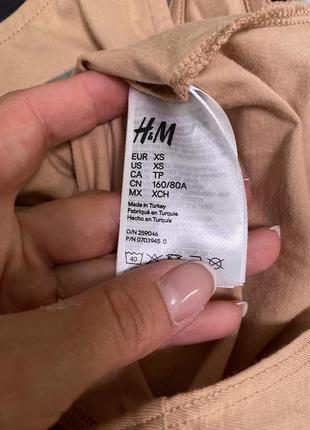 H&M
EUR XS
US XS
CA TP
CN 160/80A
MX XCH
Made in Turkey
Fabriqué en Turquie
Hecho en Turquía
O/N 259046
P/N 0703945 0
40